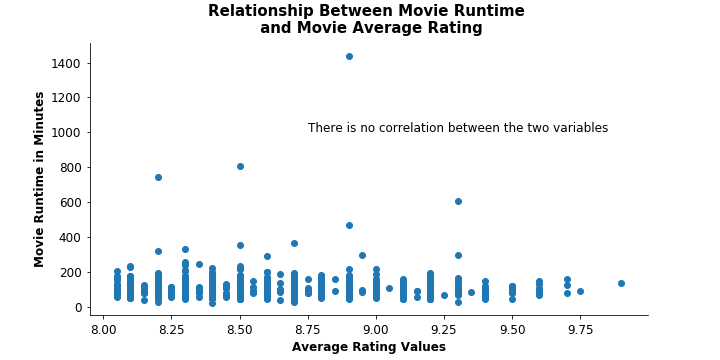 Relationship Between Movie Runtime
and Movie Average Rating
Movie Runtime in Minutes
1400
1200
1000
800
600
400
200
0
There is no correlation between the two variables
8.00 8.25 8.50 8.75 9.00 9.25 9.50 9.75
Average Rating Values